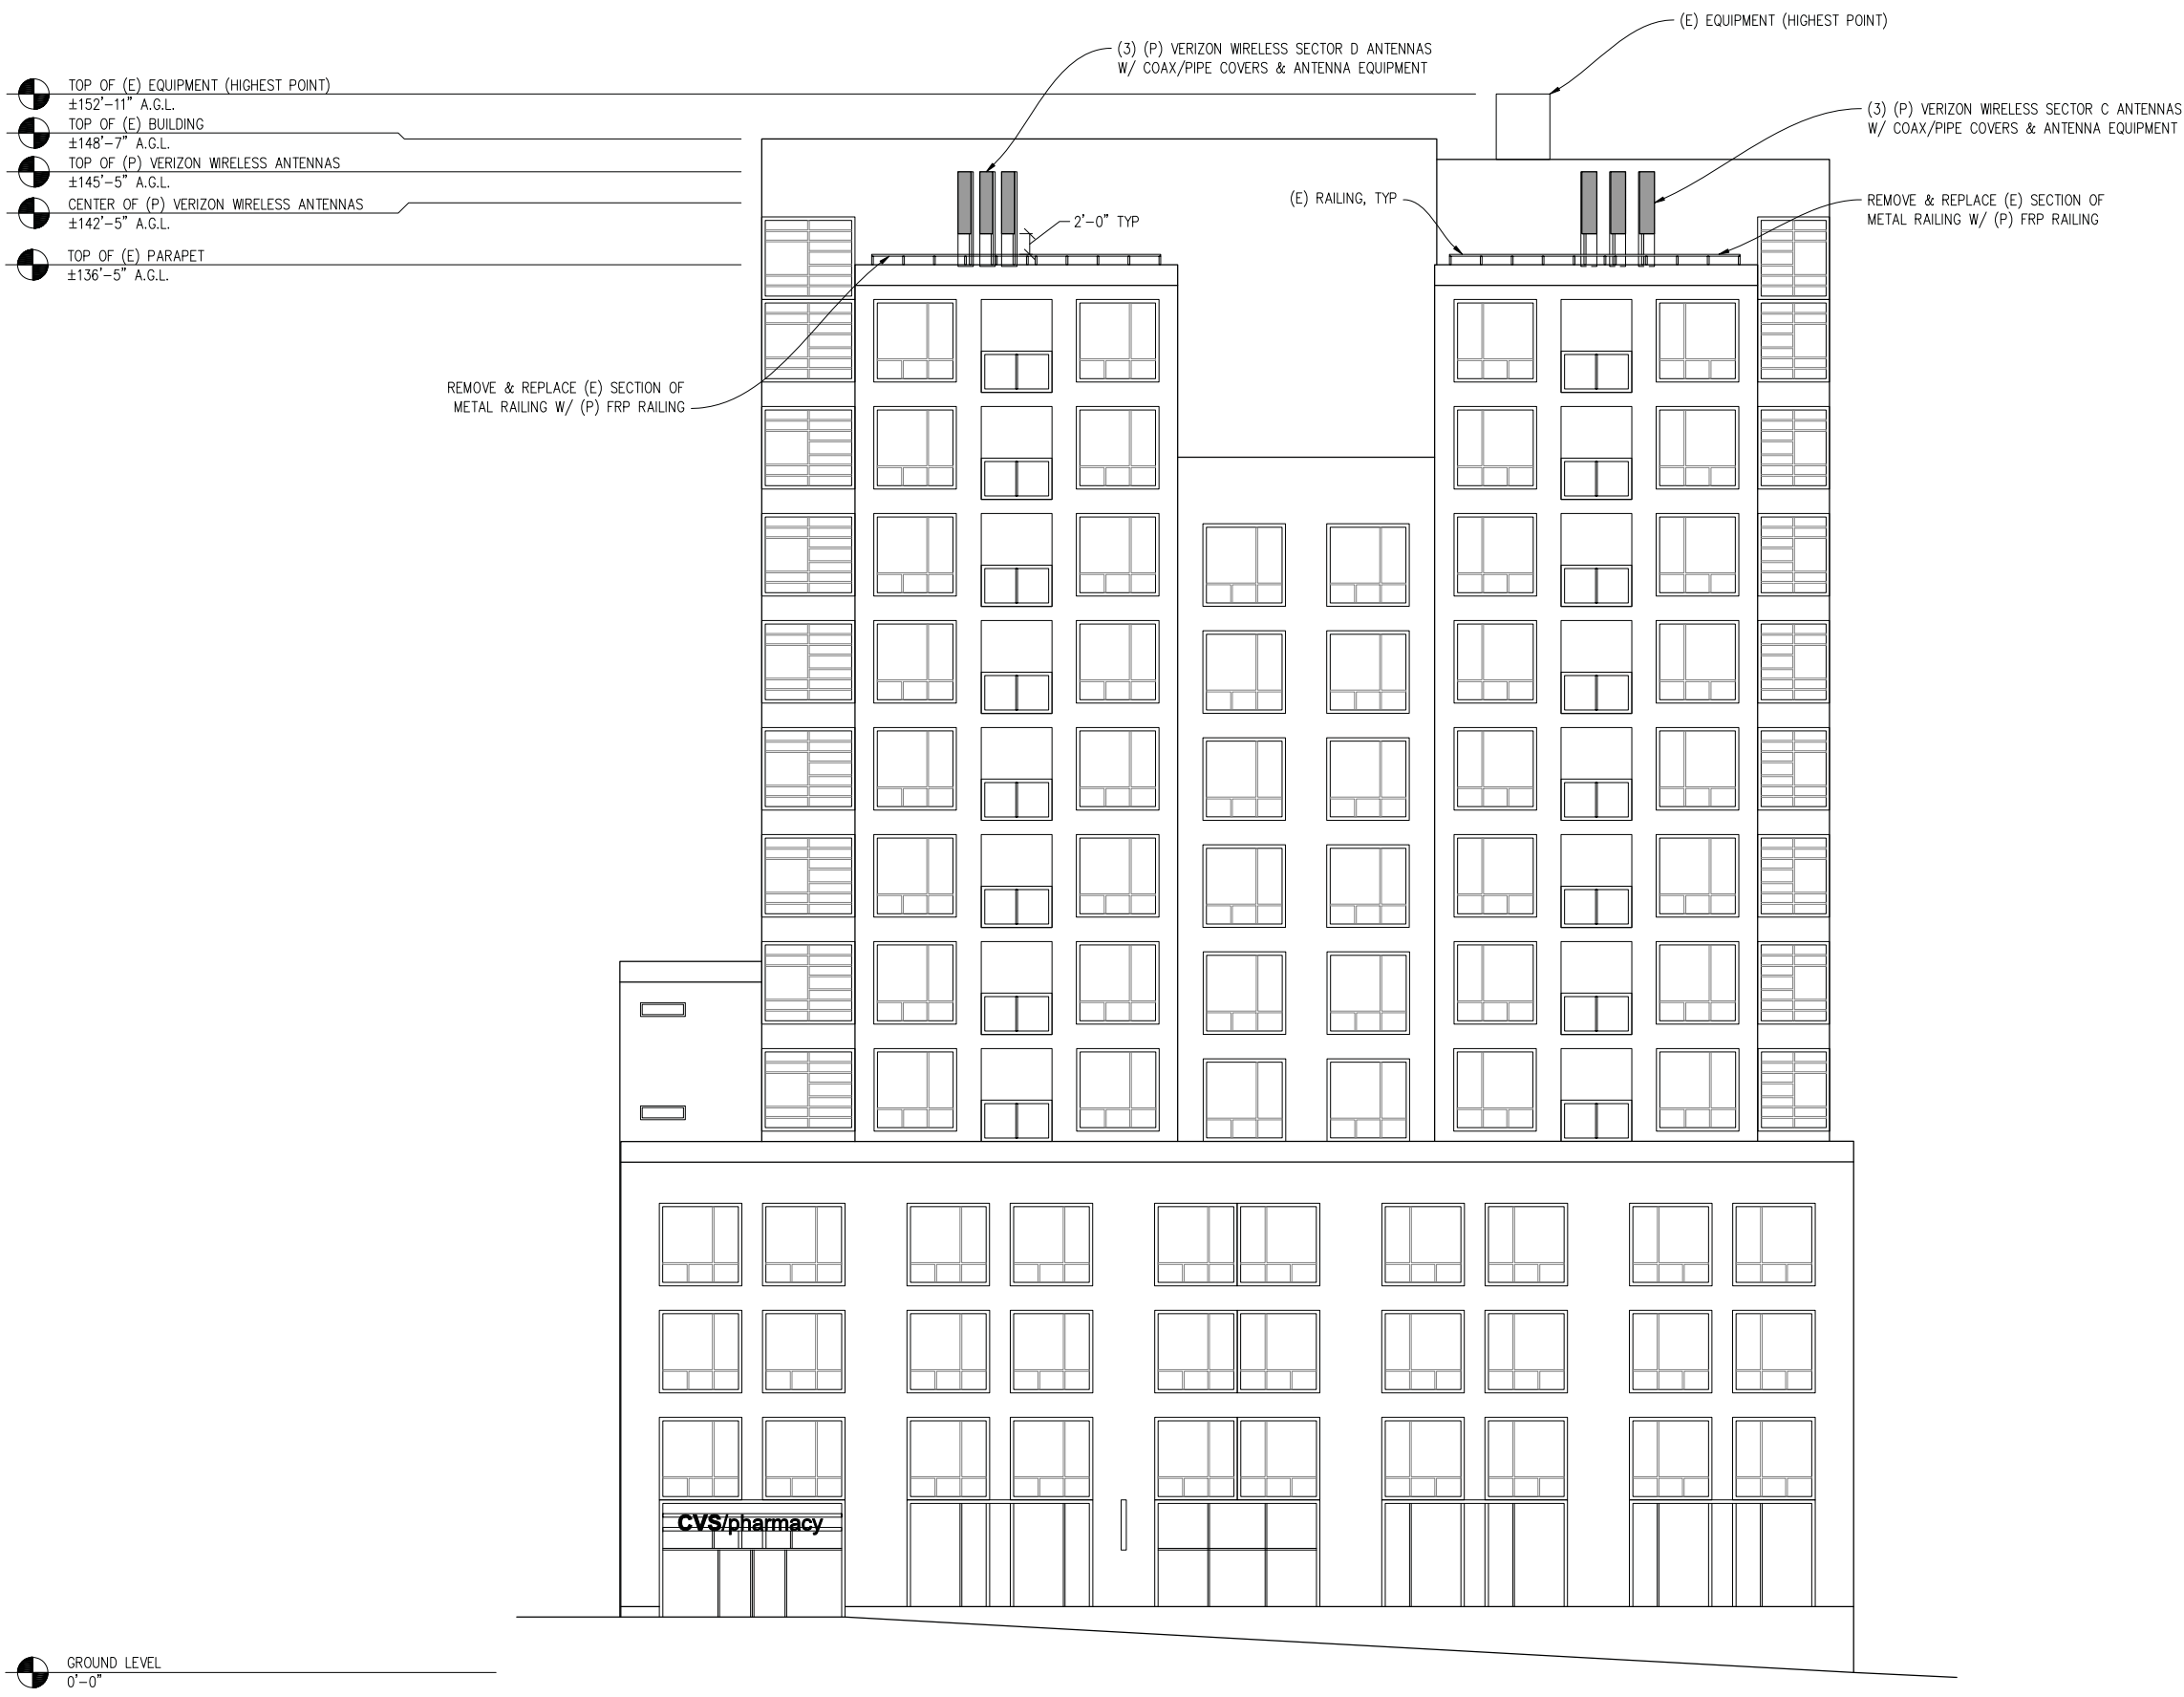 (E) EQUIPMENT (HIGHEST POINT)
(3) (P) VERIZON WIRELESS SECTOR D ANTENNAS
W/ COAX/PIPE COVERS & ANTENNA EQUIPMENT
TOP OF (E) EQUIPMENT (HIGHEST POINT)
±152'-11" A.G.L.
TOP OF (E) BUILDING
±148'-7" A.G.L.
TOP OF (P) VERIZON WIRELESS ANTENNAS
±145'-5" A.G.L.
CENTER OF (P) VERIZON WIRELESS ANTENNAS
±142'-5" A.G.L.
TOP OF (E) PARAPET
±136'-5" A.G.L.
(3) (P) VERIZON WIRELESS SECTOR C ANTENNAS
W/ COAX/PIPE COVERS & ANTENNA EQUIPMENT
(E) RAILING, TYP
REMOVE & REPLACE (E) SECTION OF
METAL RAILING W/ (P) FRP RAILING
2'-0" TYP
REMOVE & REPLACE (E) SECTION OF
METAL RAILING W/ (P) FRP RAILING
CVS/pharmacy
GROUND LEVEL
0'-0"